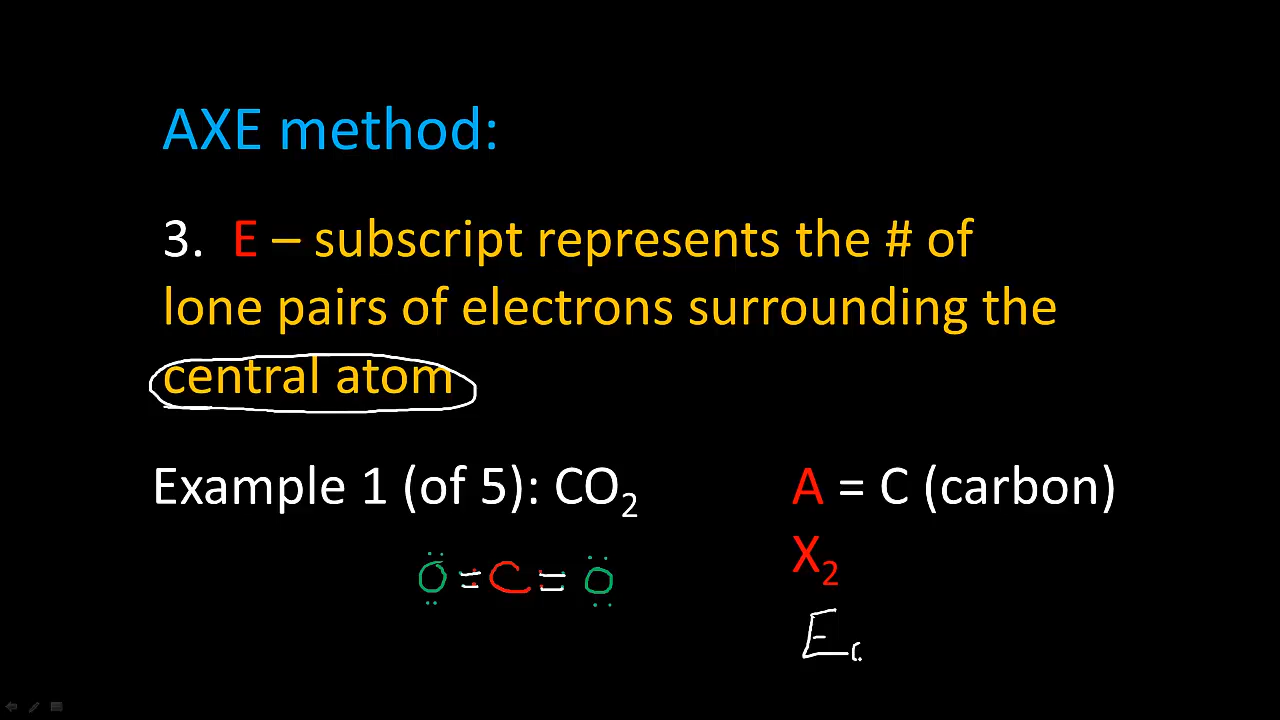 AXE method:
3. E – subscript represents the # of
lone pairs of electrons surrounding the
central atom
Example 1 (of 5): CO₂
A = C (carbon)
X₂
O = C = O
E